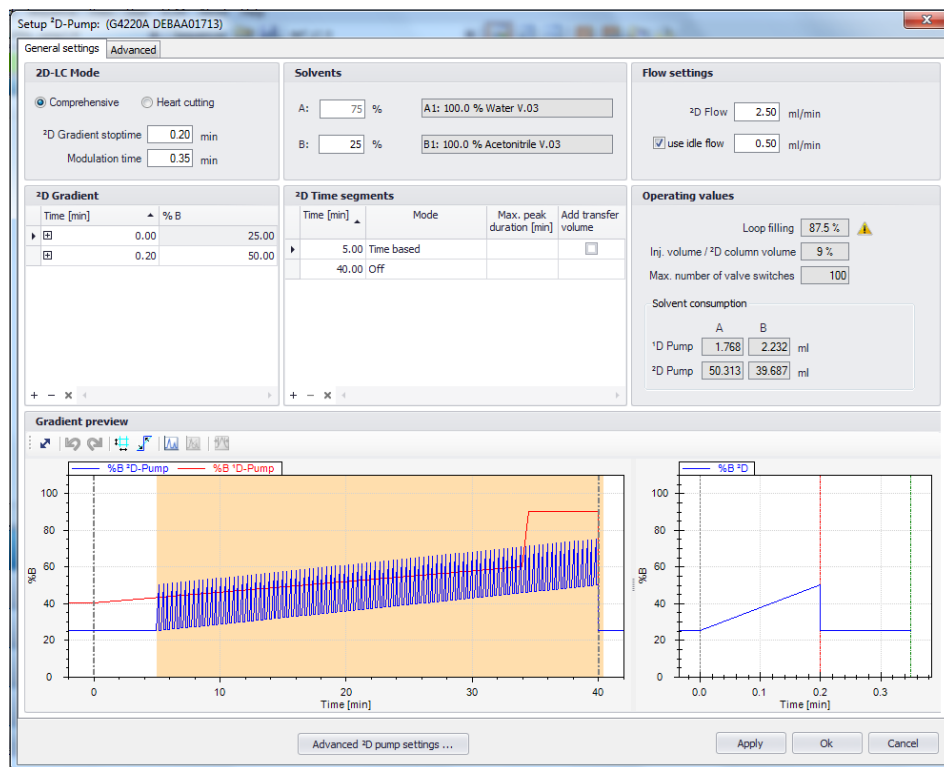 Setup ²D-Pump: (G4220A DEBAA01713)
General settings Advanced
2D-LC Mode
Comprehensive Heart cutting
²D Gradient stoptime 0.20 min
Modulation time 0.35 min
Solvents
A: 75 % A1: 100.0 % Water V.03
B: 25 % B1: 100.0 % Acetonitrile V.03
Flow settings
²D Flow 2.50 ml/min
use idle flow 0.50 ml/min
²D Gradient
Time [min] % B
0.00 25.00
0.20 50.00
²D Time segments
Time [min] Mode Max. peak duration [min] Add transfer volume
5.00 Time based
40.00 Off
Operating values
Loop filling 87.5 %
Inj. volume / ²D column volume 9 %
Max. number of valve switches 100
Solvent consumption
A B
¹D Pump 1.768 2.232 ml
²D Pump 50.313 39.687 ml
Gradient preview
%B ²D-Pump %B ¹D-Pump
%B
100
80
60
40
20
0
0 10 20 30 40
Time [min]
%B ²D
%B
100
80
60
40
20
0
0.0 0.1 0.2 0.3
Time [min]
Advanced ²D pump settings ...
Apply Ok Cancel